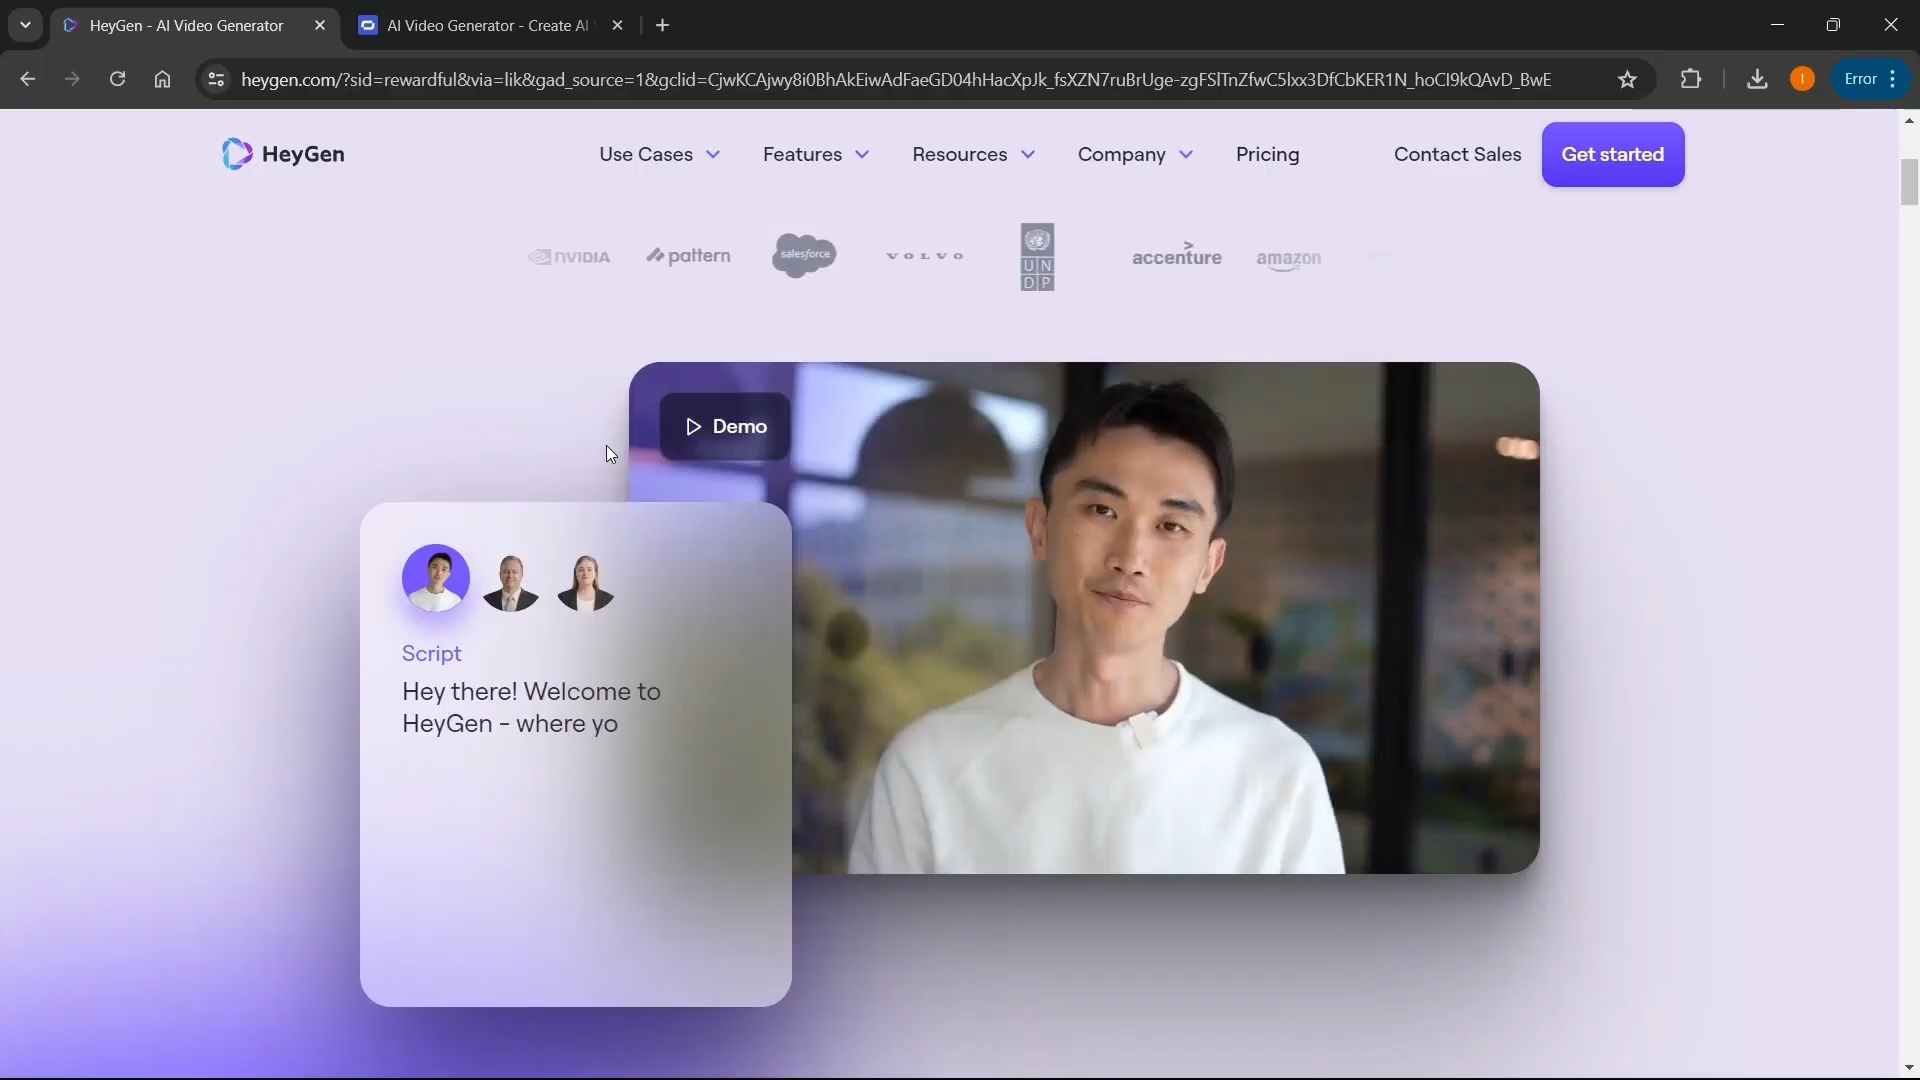 HeyGen - AI Video Generator
AI Video Generator - Create AI
heygen.com/?sid=rewardful&via=lik&gad_source=1&gclid=CjwKCAjwy8i0BhAkEiwAdFaeGD04hHacXpJk_fsXZN7ruBrUge-zgFSlTnZfwC5lxx3DfCbKER1N_hoCI9kQAvD_BwE
I
Error
HeyGen
Use Cases
Features
Resources
Company
Pricing
Contact Sales
Get started
NVIDIA
pattern
salesforce
VOLVO
UN
DP
accenture
amazon
Demo
Script
Hey there! Welcome to
HeyGen - where yo